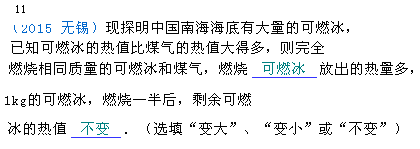 11
（2015 无锡）现探明中国南海海底有大量的可燃冰，
已知可燃冰的热值比煤气的热值大得多，则完全
燃烧相同质量的可燃冰和煤气，燃烧 可燃冰 放出的热量多，
1kg的可燃冰，燃烧一半后，剩余可燃
冰的热值 不变 ．（选填“变大”、“变小”或“不变”）